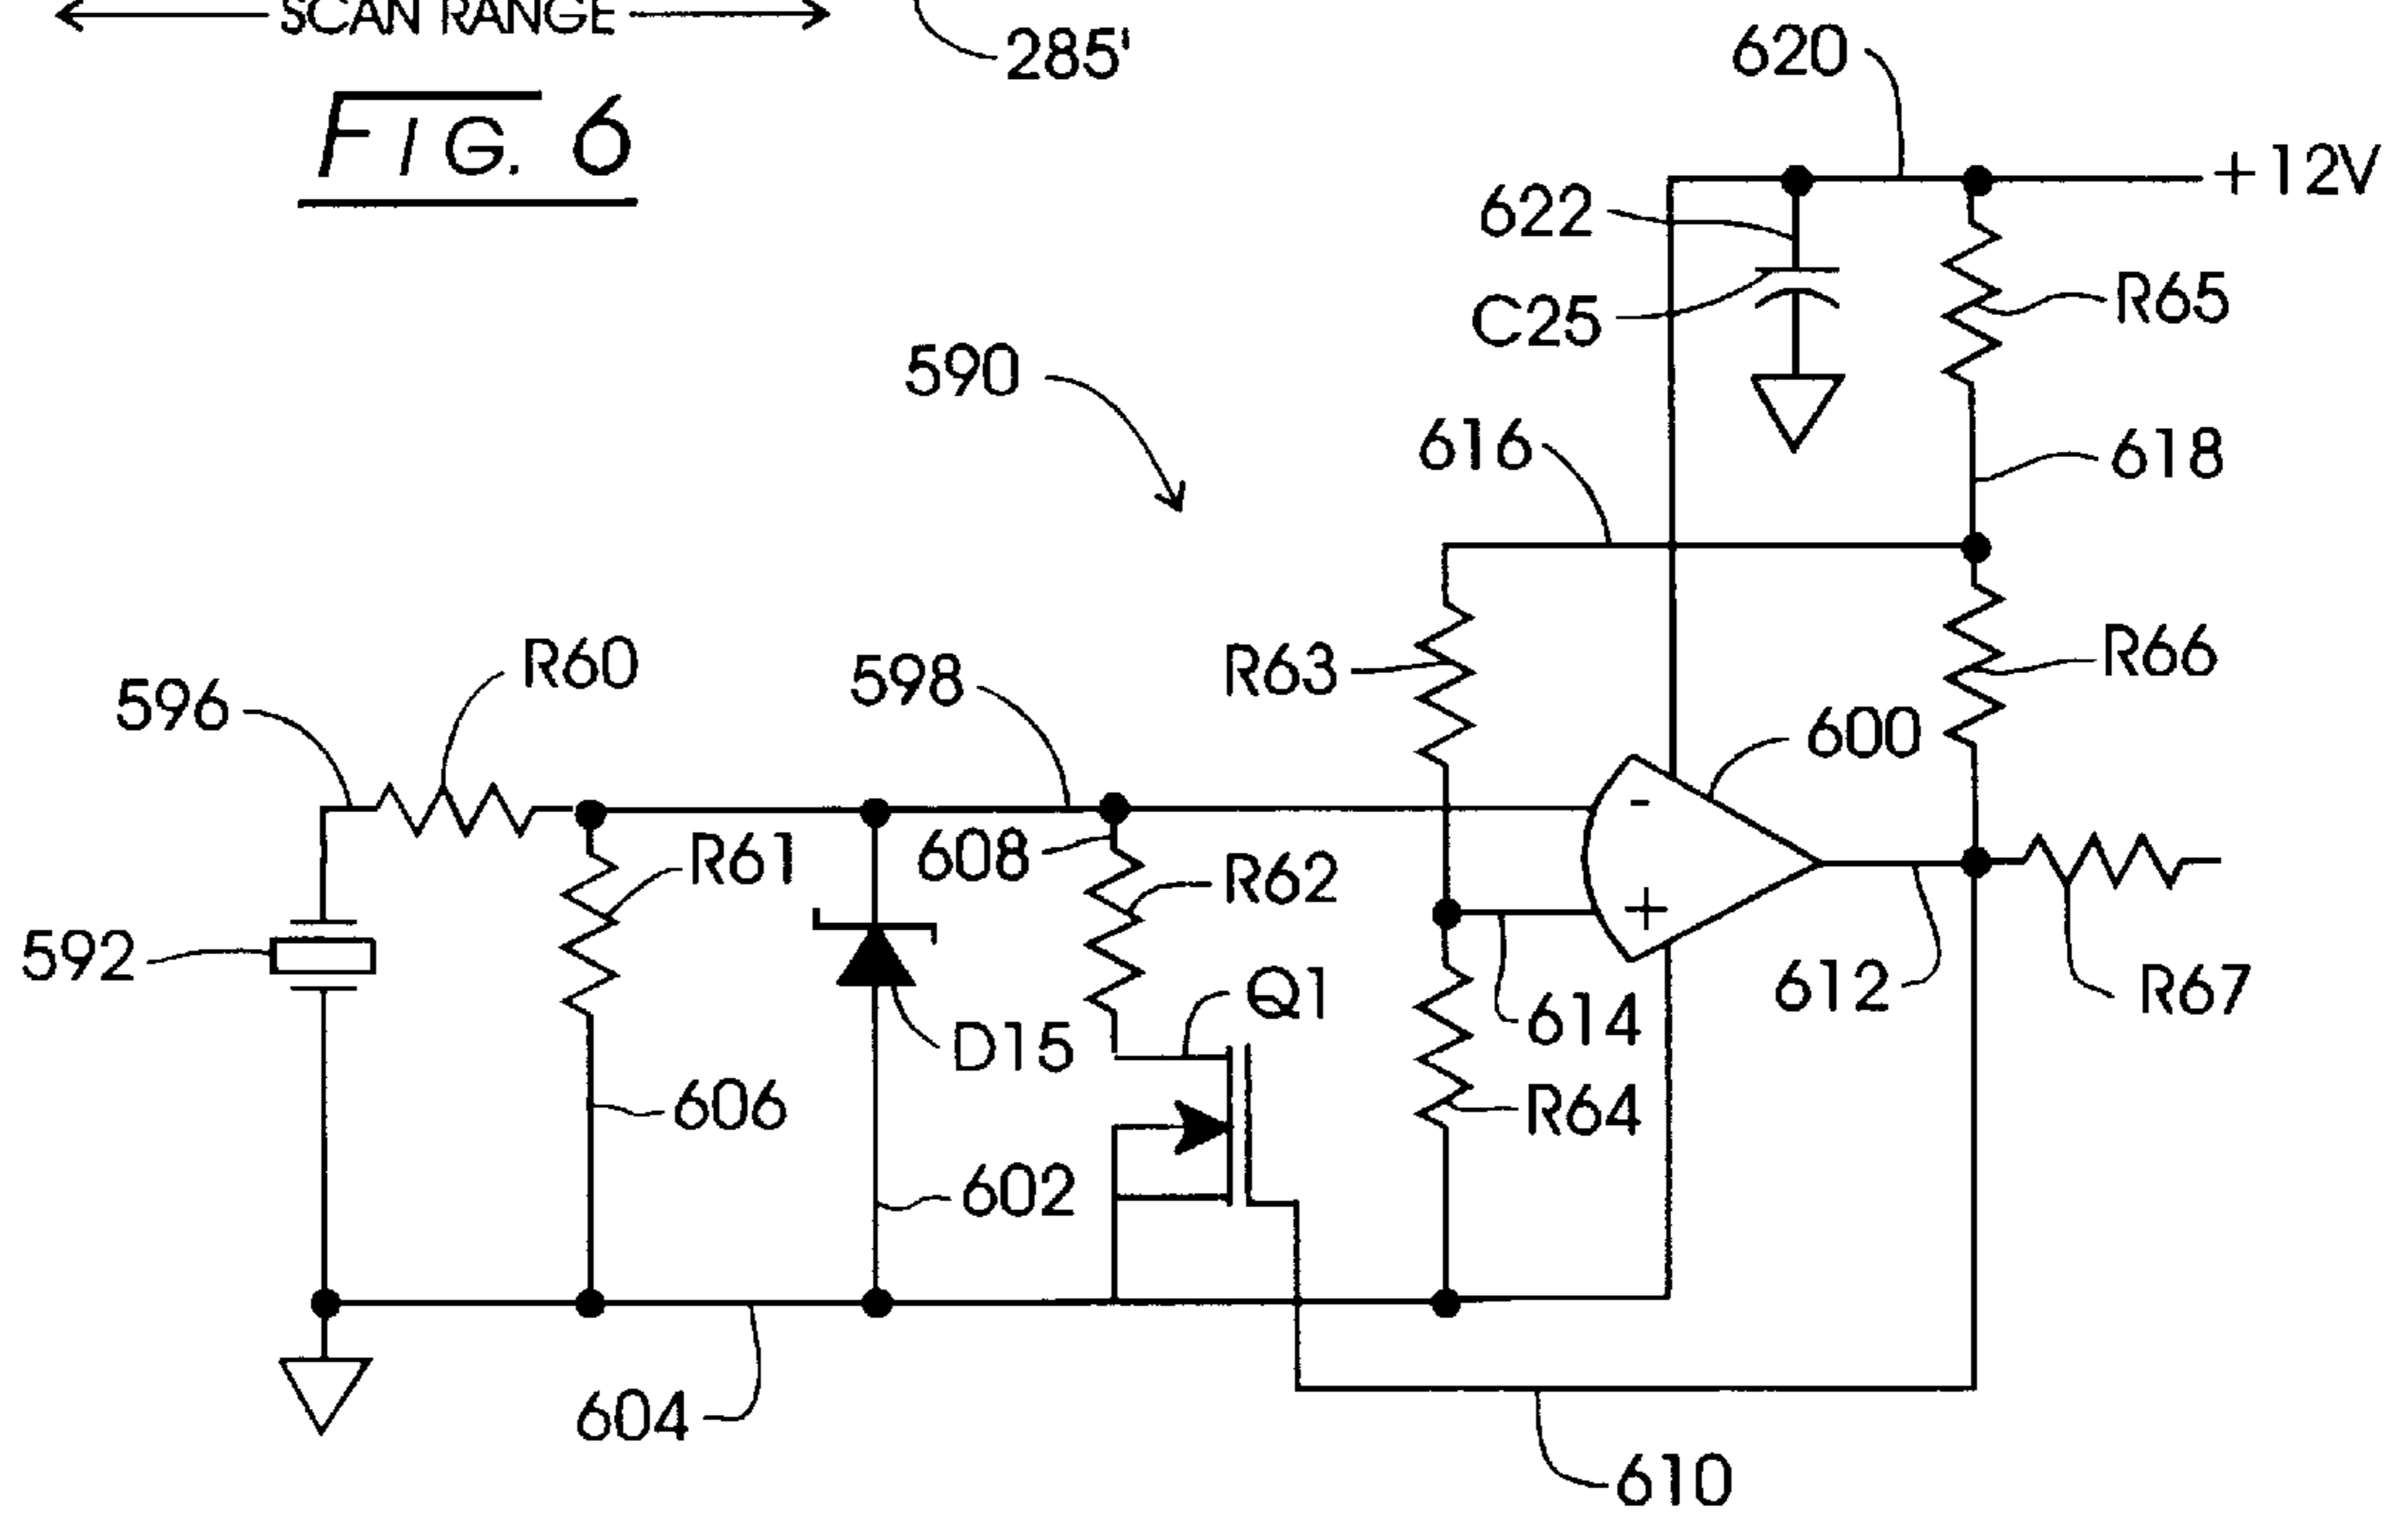 SCAN RANGE
285'
FIG. 6
620
+12V
622
C25
R65
590
616
618
R60
598
R63
R66
596
600
608
R61
R62
-
+
592
Q1
614
612
R67
D15
606
R64
602
604
610